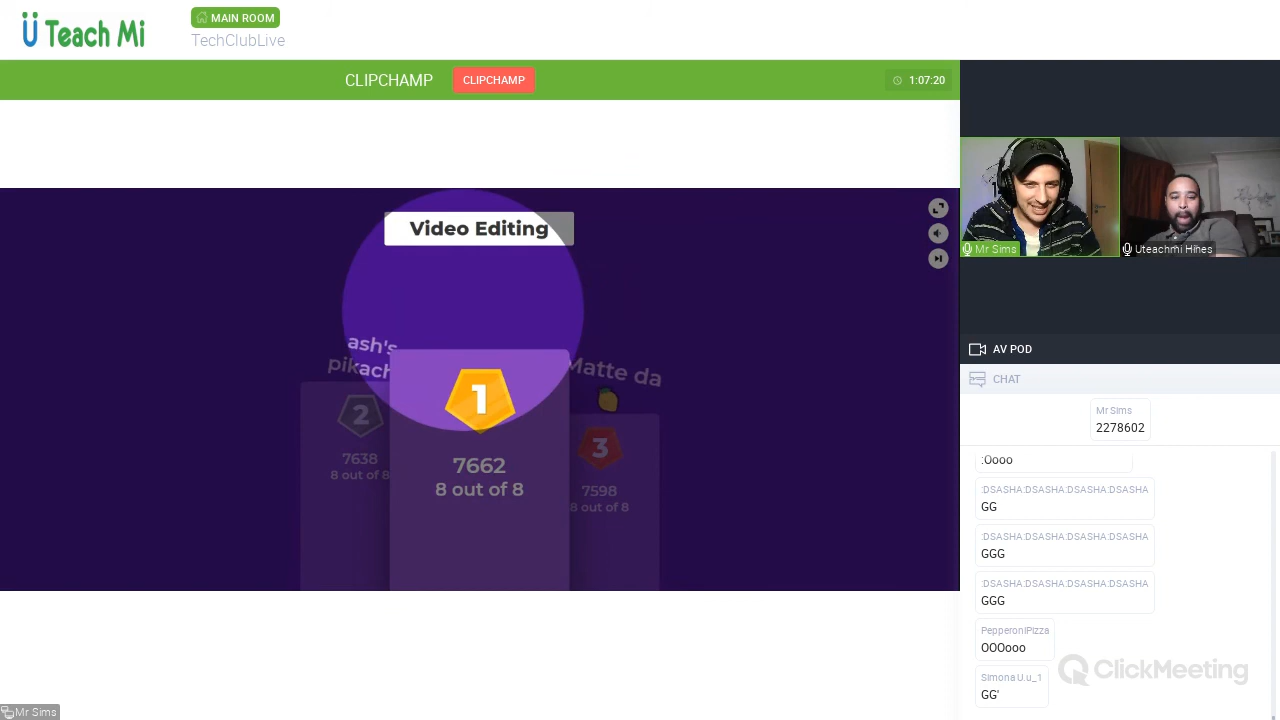 Ü Teach Mi
MAIN ROOM
TechClubLive
CLIPCHAMP
CLIPCHAMP
1:07:20
Video Editing
ash's
pikach
2
7638
8 out of 8
1
7662
8 out of 8
Matte da
3
7598
8 out of 8
Mr Sims
Uteachmi Hines
AV POD
CHAT
Mr Sims
2278602
:Oooo
:DSASHA:DSASHA:DSASHA:DSASHA
GG
:DSASHA:DSASHA:DSASHA:DSASHA
GGG
:DSASHA:DSASHA:DSASHA:DSASHA
GGG
PepperoniPizza
OOOooo
Simona U.u_1
GG'
ClickMeeting
Mr Sims